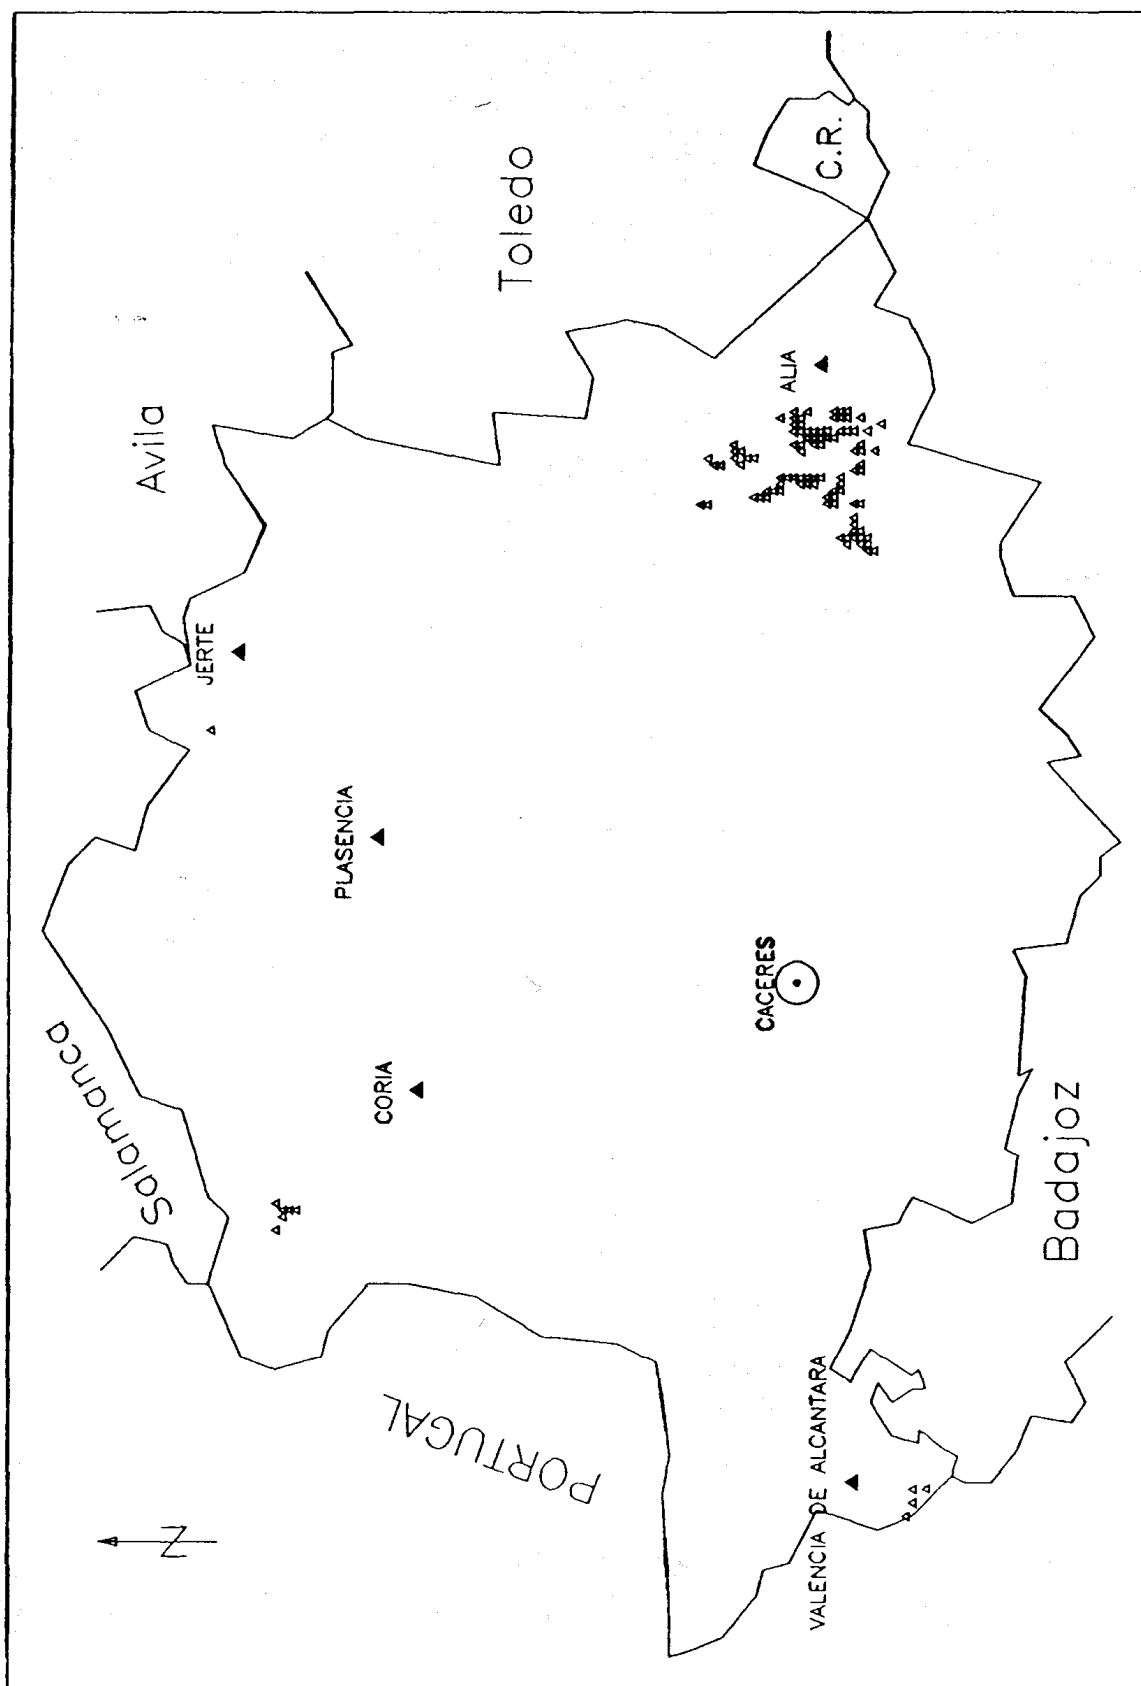 Salamanca
Avila
Toledo
C.R.
PORTUGAL
Badajoz
JERTE
PLASENCIA
CORIA
CACERES
ALIA
VALENCIA DE ALCANTARA
N